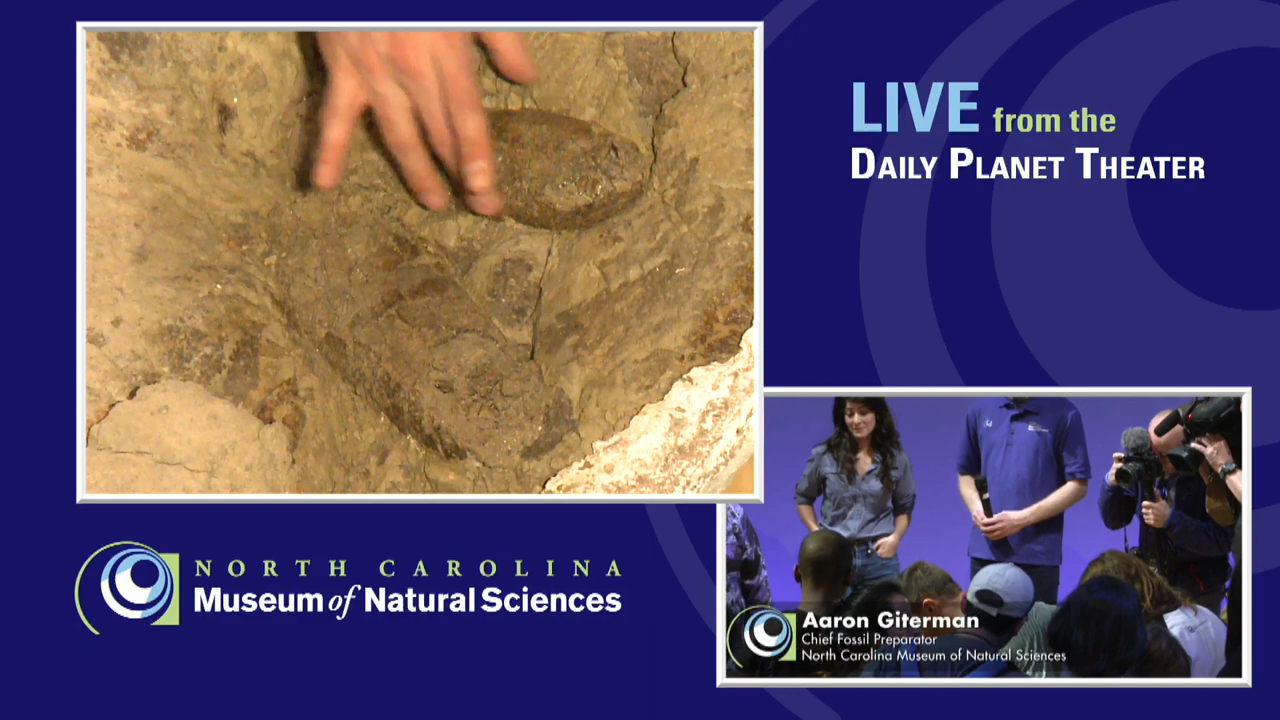 LIVE from the
DAILY PLANET THEATER
NORTH CAROLINA
Museum of Natural Sciences
Aaron Giterman
Chief Fossil Preparator
North Carolina Museum of Natural Sciences